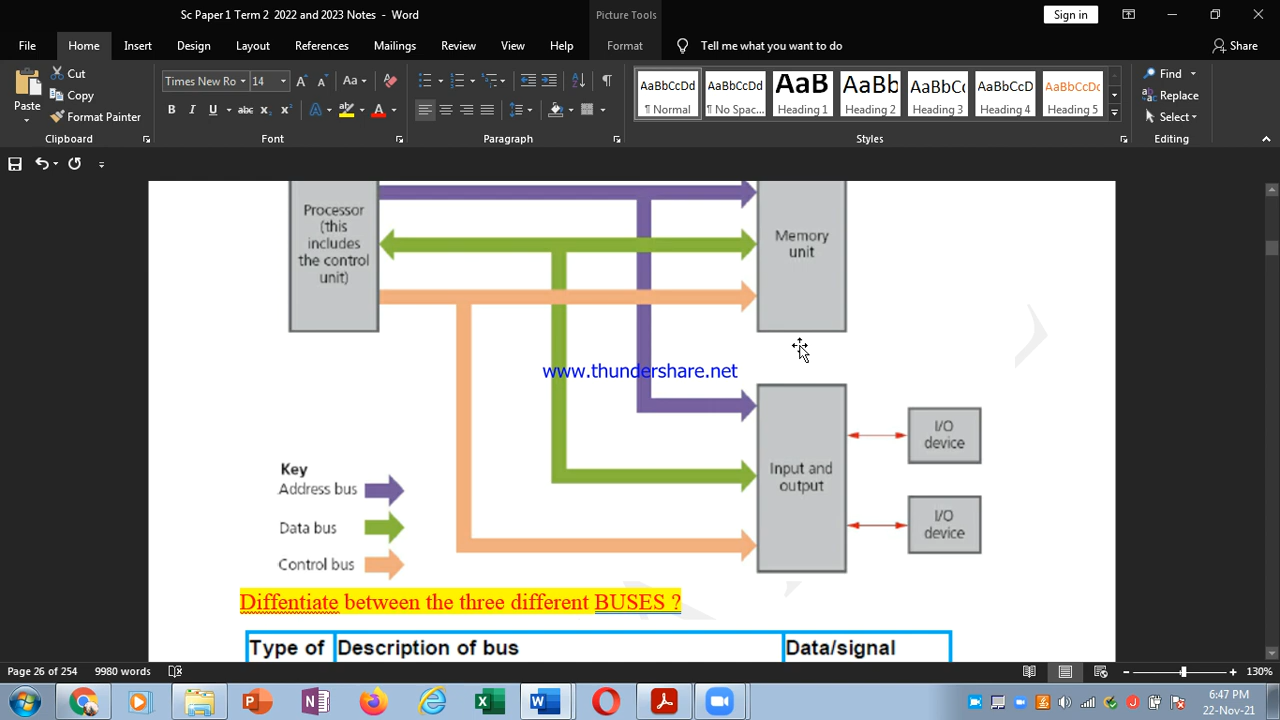 Sc Paper 1 Term 2 2022 and 2023 Notes - Word
Picture Tools
Sign in
File Home Insert Design Layout References Mailings Review View Help Format Tell me what you want to do Share
Paste
Cut
Copy
Format Painter
Clipboard
Times New Ro 14
Font
Paragraph
AaBbCcDd AaBbCcDd AaB AaBb AaBbC AaBbCcD AaBbCcDc
¶ Normal ¶ No Spac... Heading 1 Heading 2 Heading 3 Heading 4 Heading 5
Styles
Find
Replace
Select
Editing
Processor
(this
includes
the control
unit)
Memory
unit
www.thundershare.net
Input and
output
I/O
device
I/O
device
Key
Address bus
Data bus
Control bus
Diffentiate between the three different BUSES ?
Type of Description of bus Data/signal
Page 26 of 254 9980 words 130%
6:47 PM
22-Nov-21